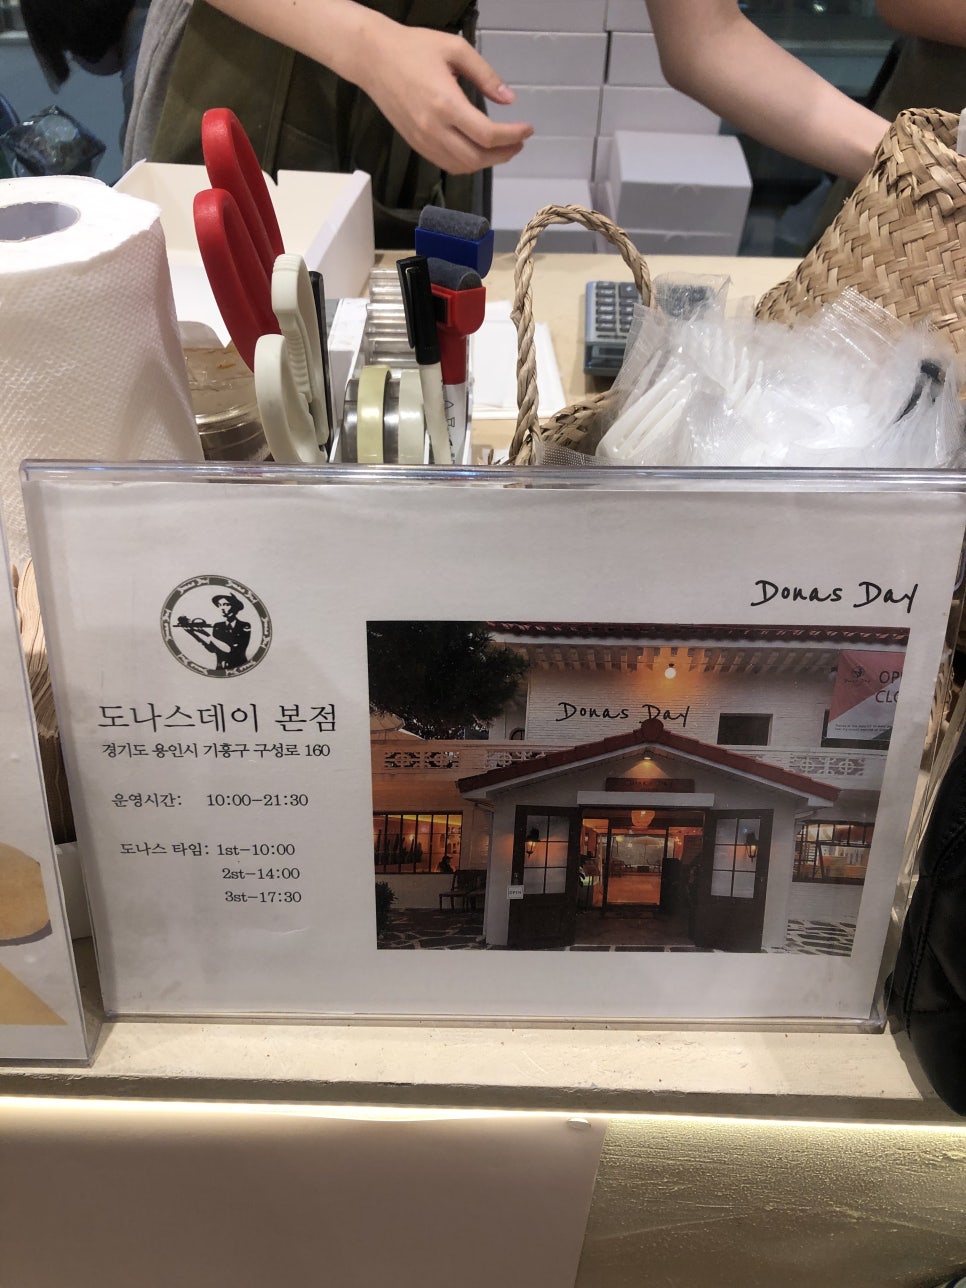 Donas Day
도나스데이 본점
경기도 용인시 기흥구 구성로 160
운영시간: 10:00-21:30
도나스 타임: 1st-10:00
2st-14:00
3st-17:30
Donas Day
OPEN